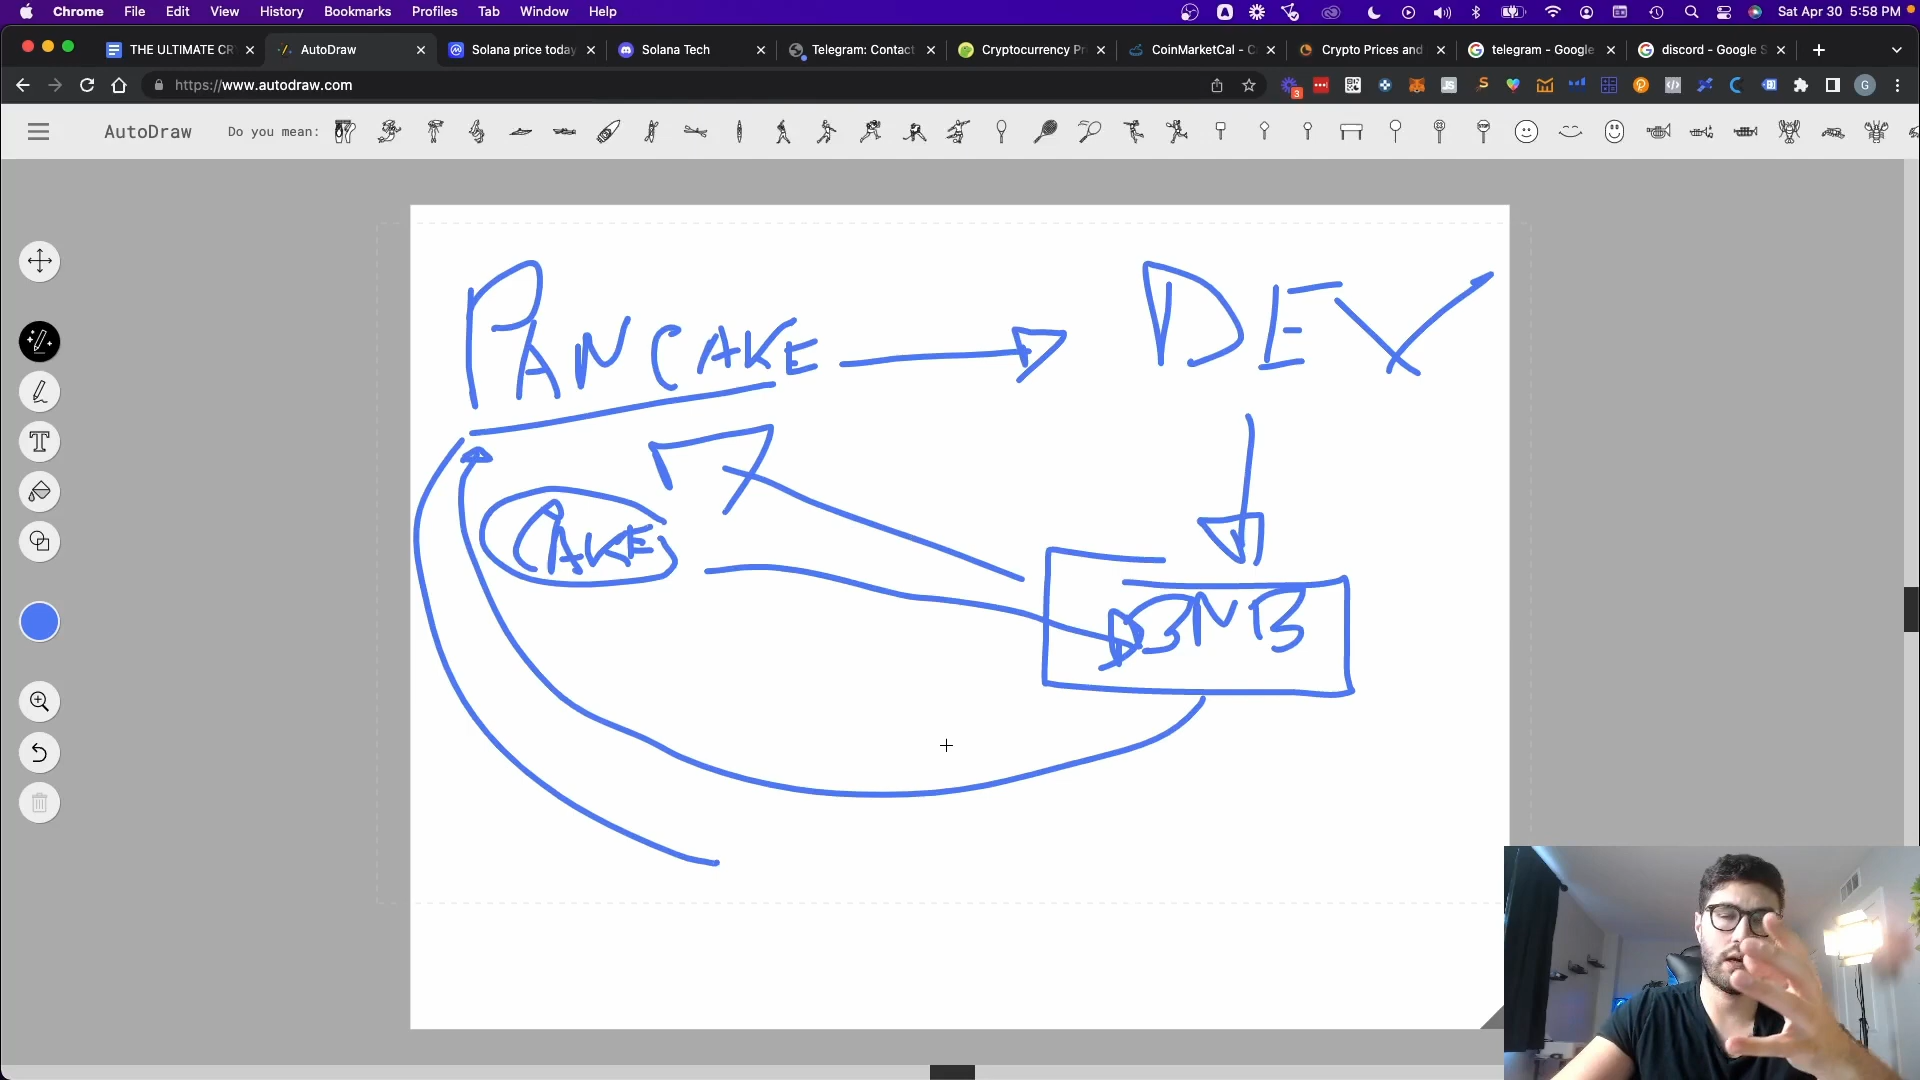 Chrome File Edit View History Bookmarks Profiles Tab Window Help Sat Apr 30 5:58 PM
THE ULTIMATE CR AutoDraw Solana price today Solana Tech Telegram: Contact Cryptocurrency Pr CoinMarketCal - C Crypto Prices and telegram - Google discord - Google S
https://www.autodraw.com 3 JS G
AutoDraw Do you mean:
PANCAKE DEX
CAKE
BNB